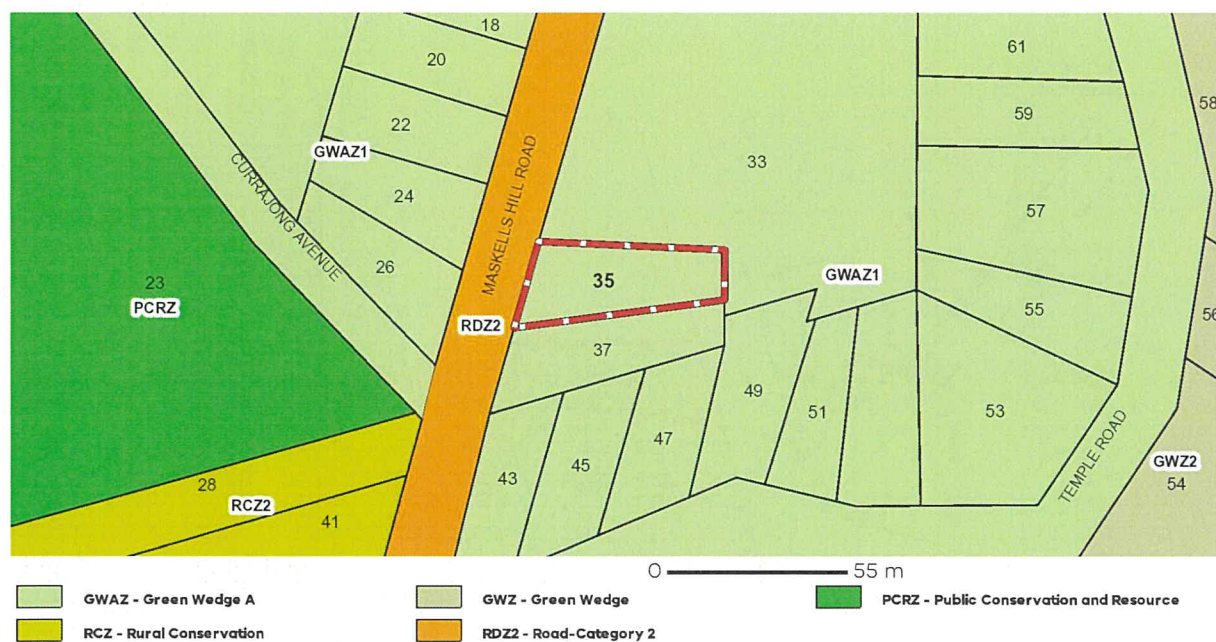 18
20
61
58
59
22
GWAZ1
33
24
57
CURRAJONG AVENUE
MASKELLS HILL ROAD
26
35
GWAZ1
23
PCRZ
55
56
RDZ2
37
49
51
53
47
45
43
TEMPLE ROAD
GWZ2
54
28
RCZ2
41
0 55 m
GWAZ - Green Wedge A
GWZ - Green Wedge
PCRZ - Public Conservation and Resource
RCZ - Rural Conservation
RDZ2 - Road-Category 2